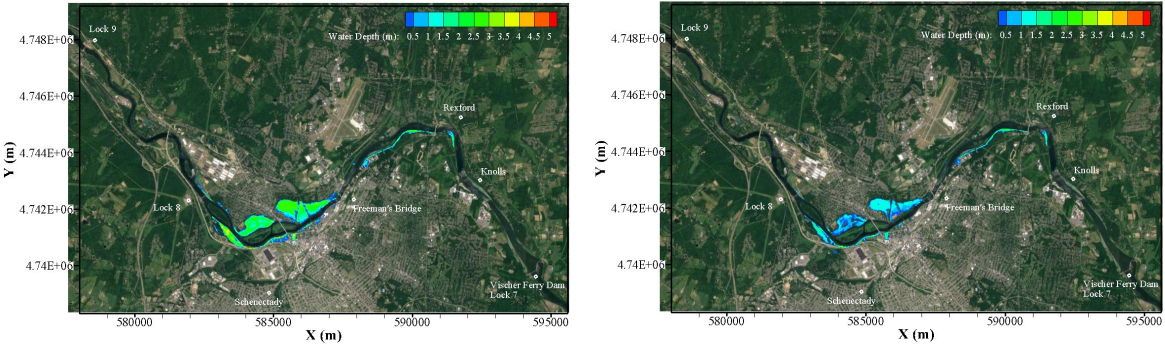 Lock 9
Water Depth (m): 0.5 1 1.5 2 2.5 3 3.5 4 4.5 5
4.748E+06
4.746E+06
4.744E+06
4.742E+06
4.74E+06
Y (m)
Rexford
Knolls
Lock 8
Freeman's Bridge
Vischer Ferry Dam
Lock 7
Schenectady
580000 585000 590000 595000
X (m)
Lock 9
Water Depth (m): 0.5 1 1.5 2 2.5 3 3.5 4 4.5 5
4.748E+06
4.746E+06
4.744E+06
4.742E+06
4.74E+06
Y (m)
Rexford
Knolls
Lock 8
Freeman's Bridge
Vischer Ferry Dam
Lock 7
Schenectady
580000 585000 590000 595000
X (m)